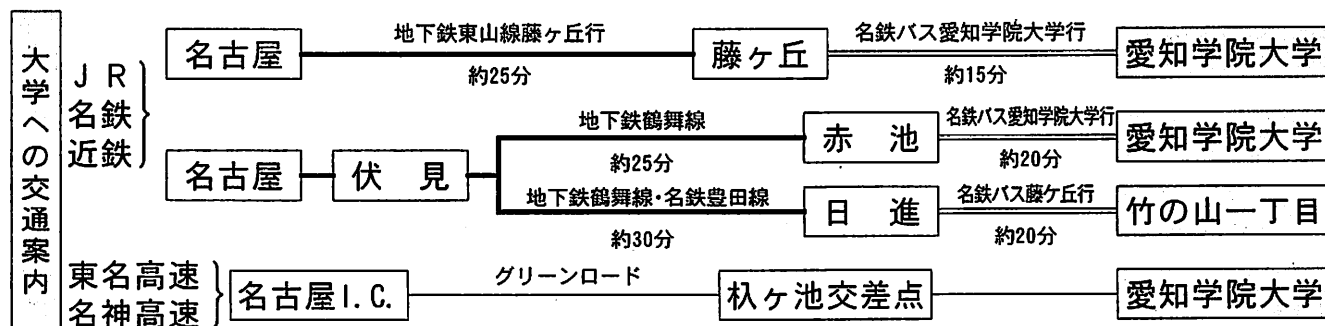 大学への交通案内
JR
名鉄
近鉄
名古屋
地下鉄東山線藤ヶ丘行
約25分
藤ヶ丘
名鉄バス愛知学院大学行
約15分
愛知学院大学
名古屋
伏見
地下鉄鶴舞線
約25分
赤池
名鉄バス愛知学院大学行
約20分
愛知学院大学
地下鉄鶴舞線・名鉄豊田線
約30分
日進
名鉄バス藤ケ丘行
約20分
竹の山一丁目
東名高速
名神高速
名古屋I.C.
グリーンロード
杁ヶ池交差点
愛知学院大学